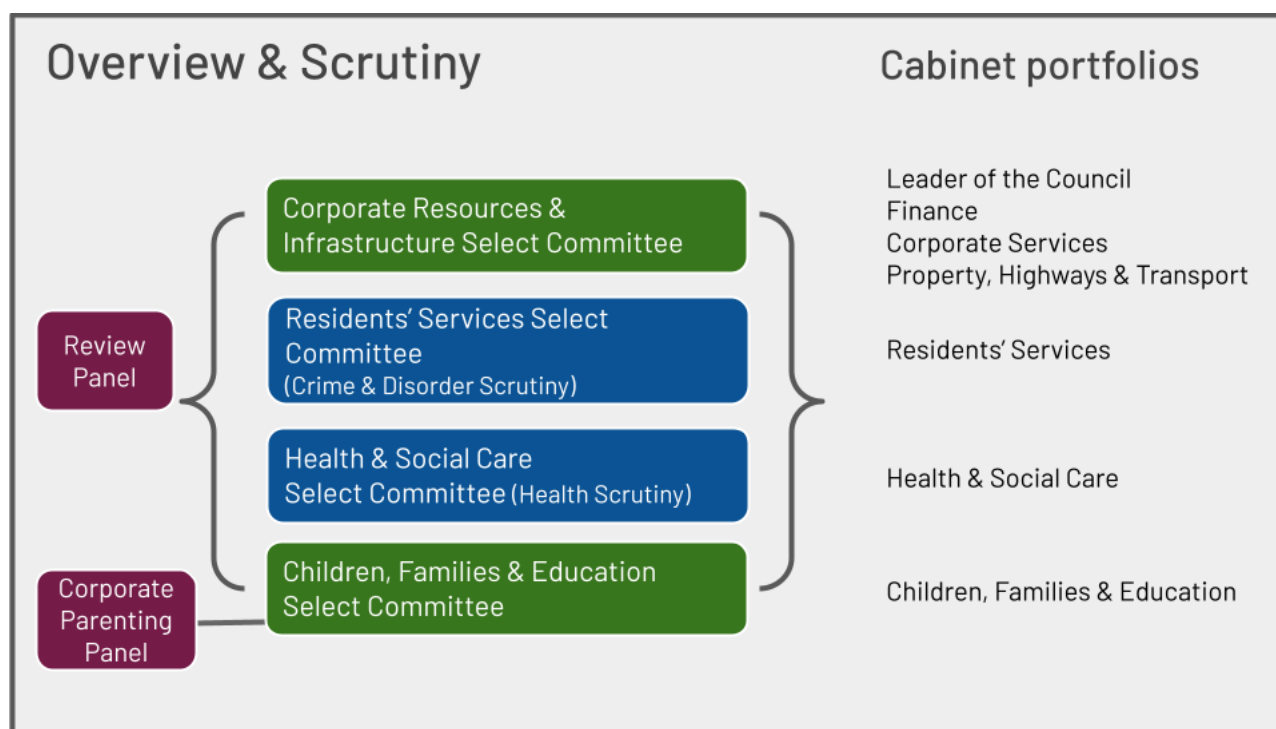 Overview & Scrutiny
Cabinet portfolios
Review
Panel
Corporate
Parenting
Panel
Corporate Resources &
Infrastructure Select Committee
Residents’ Services Select
Committee
(Crime & Disorder Scrutiny)
Health & Social Care
Select Committee (Health Scrutiny)
Children, Families & Education
Select Committee
Leader of the Council
Finance
Corporate Services
Property, Highways & Transport
Residents’ Services
Health & Social Care
Children, Families & Education